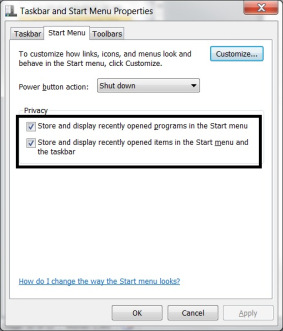 Taskbar and Start Menu Properties
Taskbar Start Menu Toolbars
To customize how links, icons, and menus look and
behave in the Start menu, click Customize.
Customize...
Power button action: Shut down
Privacy
Store and display recently opened programs in the Start menu
Store and display recently opened items in the Start menu and
the taskbar
How do I change the way the Start menu looks?
OK Cancel Apply